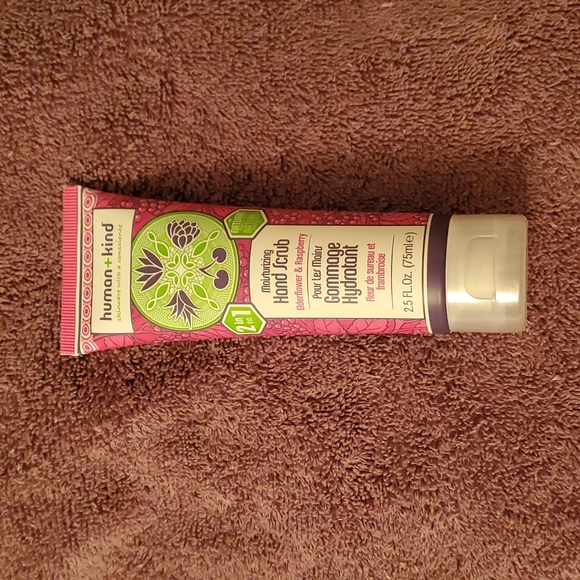 human+kind
skincare with a conscience
2 in 1
Moisturizing
Hand Scrub
Elderflower & Raspberry
Pour Les Mains
Gommage
Hydratant
Fleur de sureau et
framboise
2.5 FL.Oz. (75mle)